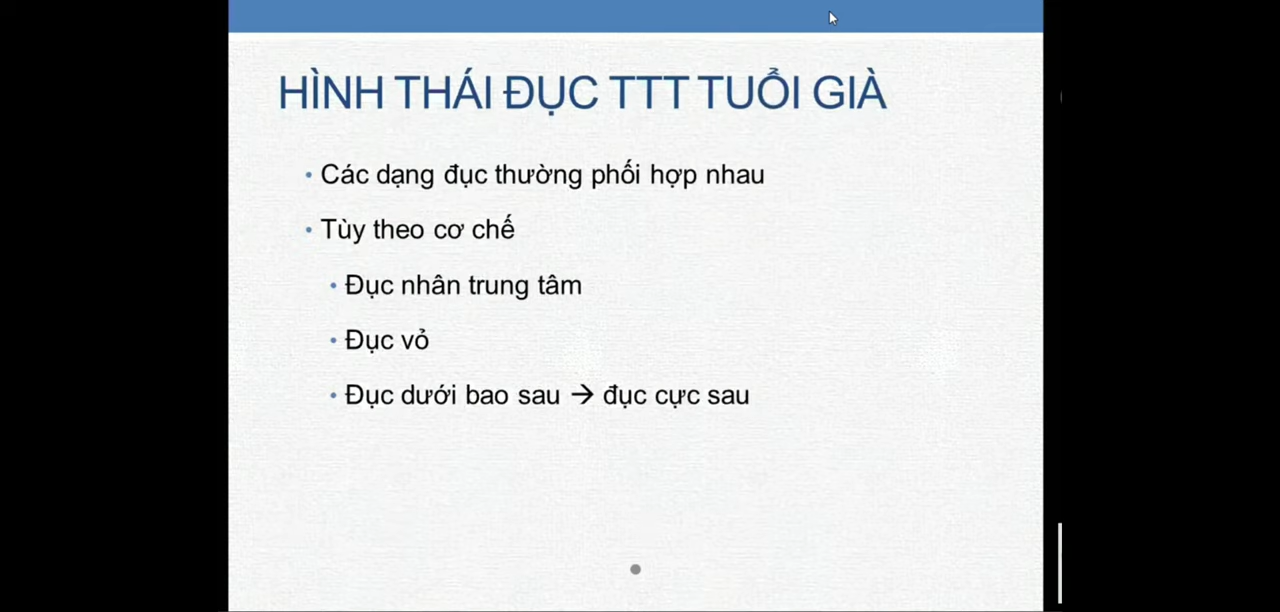 HÌNH THÁI ĐỤC TTT TUỔI GIÀ
• Các dạng đục thường phối hợp nhau
• Tùy theo cơ chế
• Đục nhân trung tâm
• Đục vỏ
• Đục dưới bao sau → đục cực sau